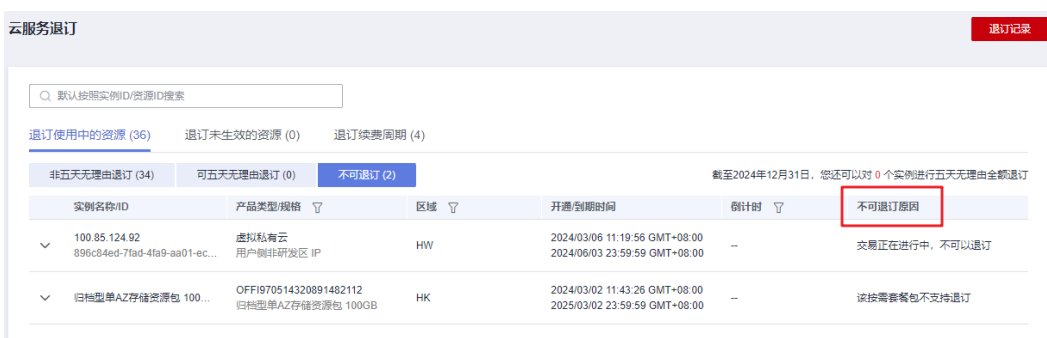 云服务退订
退订记录
默认按照实例ID/资源ID搜索
退订使用中的资源 (36) 退订未生效的资源 (0) 退订续费周期 (4)
非五天无理由退订 (34) 可五天无理由退订 (0) 不可退订 (2) 截至2024年12月31日，您还可以对 0 个实例进行五天无理由全额退订
实例名称/ID 产品类型/规格 区域 开通/到期时间 倒计时 不可退订原因
100.85.124.92 虚拟私有云 HW 2024/03/06 11:19:56 GMT+08:00 -- 交易正在进行中，不可以退订
896c84ed-7fad-4fa9-aa01-ec... 用户侧非研发区 IP 2024/06/03 23:59:59 GMT+08:00
归档型单AZ存储资源包 100... OFFI970514320891482112 HK 2024/03/02 11:43:26 GMT+08:00 -- 该按需套餐包不支持退订
归档型单AZ存储资源包 100GB 2025/03/02 23:59:59 GMT+08:00